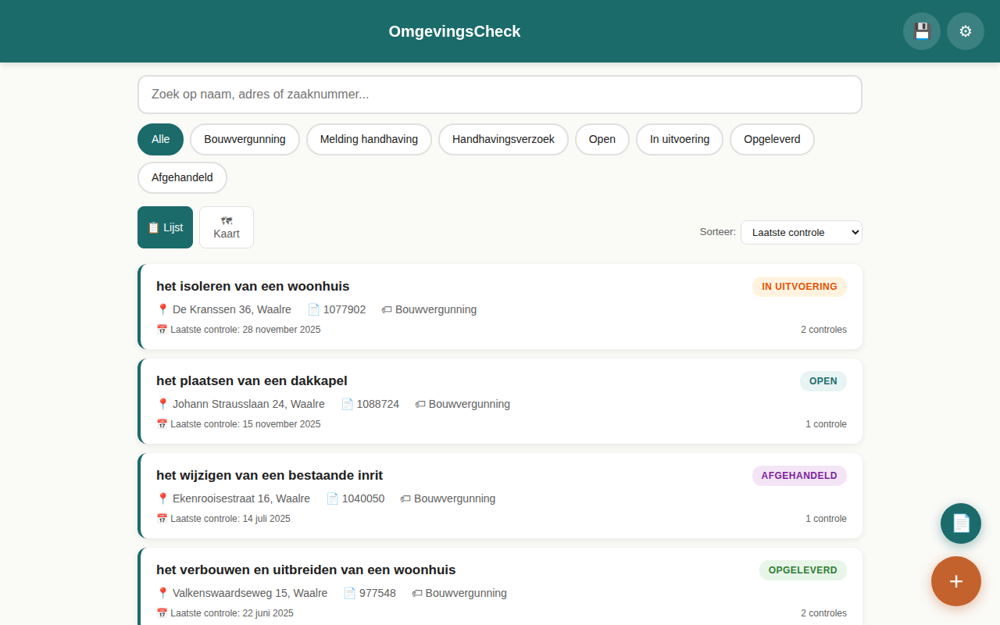 OmgevingsCheck
Zoek op naam, adres of zaaknummer...
Alle Bouwvergunning Melding handhaving Handhavingsverzoek Open In uitvoering Opgeleverd
Afgehandeld
Lijst
Kaart
Sorteer: Laatste controle
het isoleren van een woonhuis IN UITVOERING
De Kranssen 36, Waalre 1077902 Bouwvergunning
Laatste controle: 28 november 2025 2 controles
het plaatsen van een dakkapel OPEN
Johann Strausslaan 24, Waalre 1088724 Bouwvergunning
Laatste controle: 15 november 2025 1 controle
het wijzigen van een bestaande inrit AFGEHANDELD
Ekenrooisestraat 16, Waalre 1040050 Bouwvergunning
Laatste controle: 14 juli 2025 1 controle
het verbouwen en uitbreiden van een woonhuis OPGELEVERD
Valkenswaardseweg 15, Waalre 977548 Bouwvergunning
Laatste controle: 22 juni 2025 2 controles
+